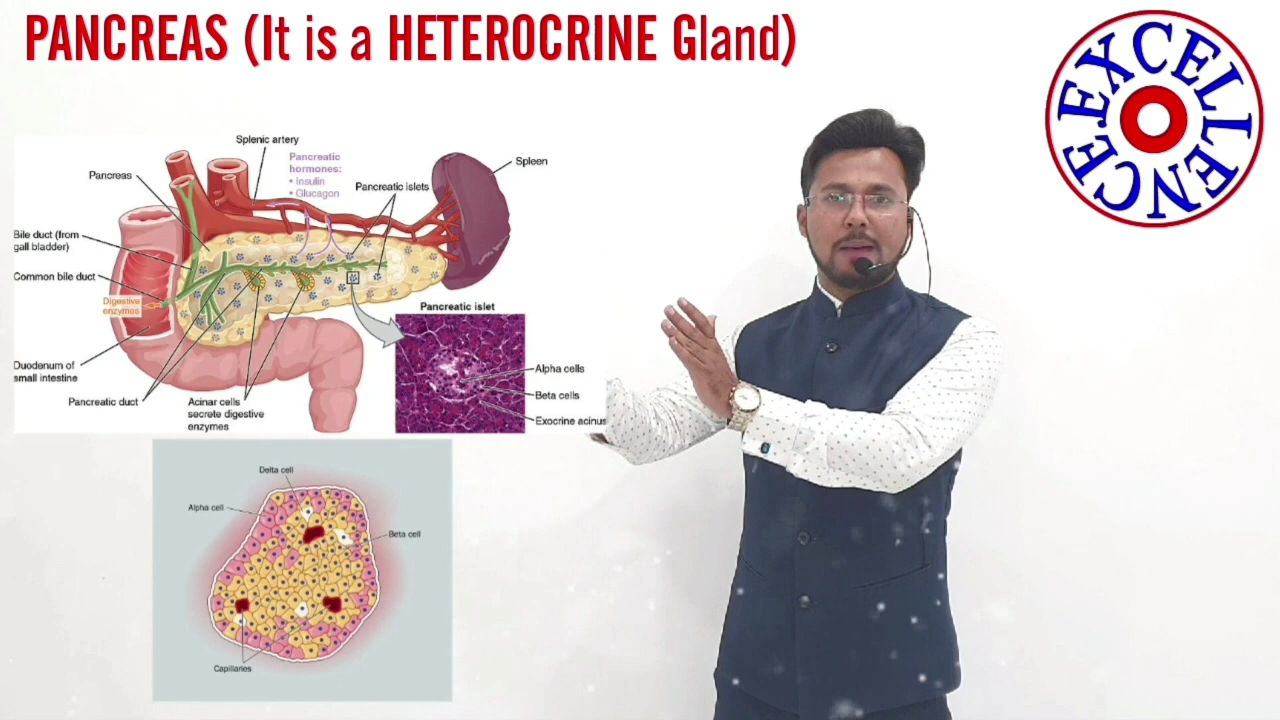 PANCREAS (It is a HETEROCRINE Gland)
EXCELLENCE
Splenic artery
Pancreatic
hormones:
• Insulin
• Glucagon
Spleen
Pancreas
Pancreatic islets
Bile duct (from
gall bladder)
Common bile duct
Digestive
enzymes
Pancreatic islet
Duodenum of
small intestine
Alpha cells
Beta cells
Pancreatic duct
Acinar cells
secrete digestive
enzymes
Exocrine acinus
Delta cell
Alpha cell
Beta cell
Capillaries